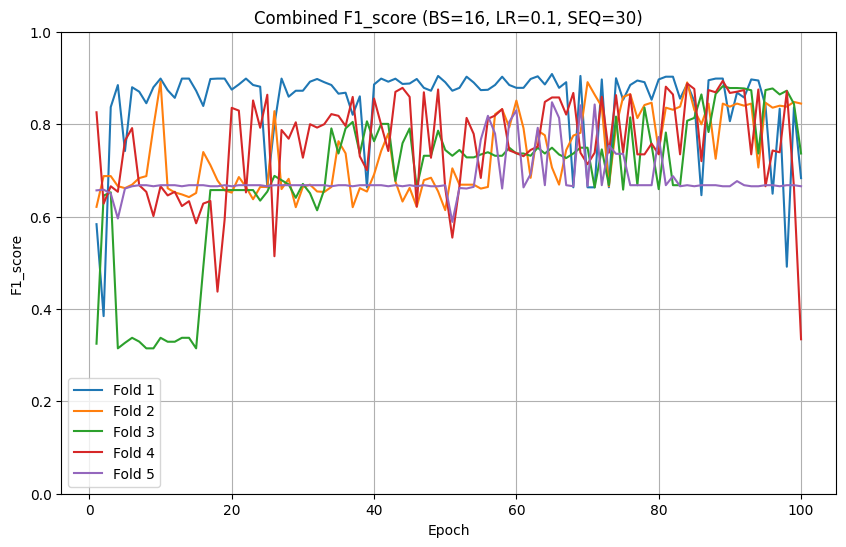 Combined F1_score (BS=16, LR=0.1, SEQ=30)
F1_score
1.0
0.8
0.6
0.4
0.2
0.0
Fold 1
Fold 2
Fold 3
Fold 4
Fold 5
0 20 40 60 80 100
Epoch